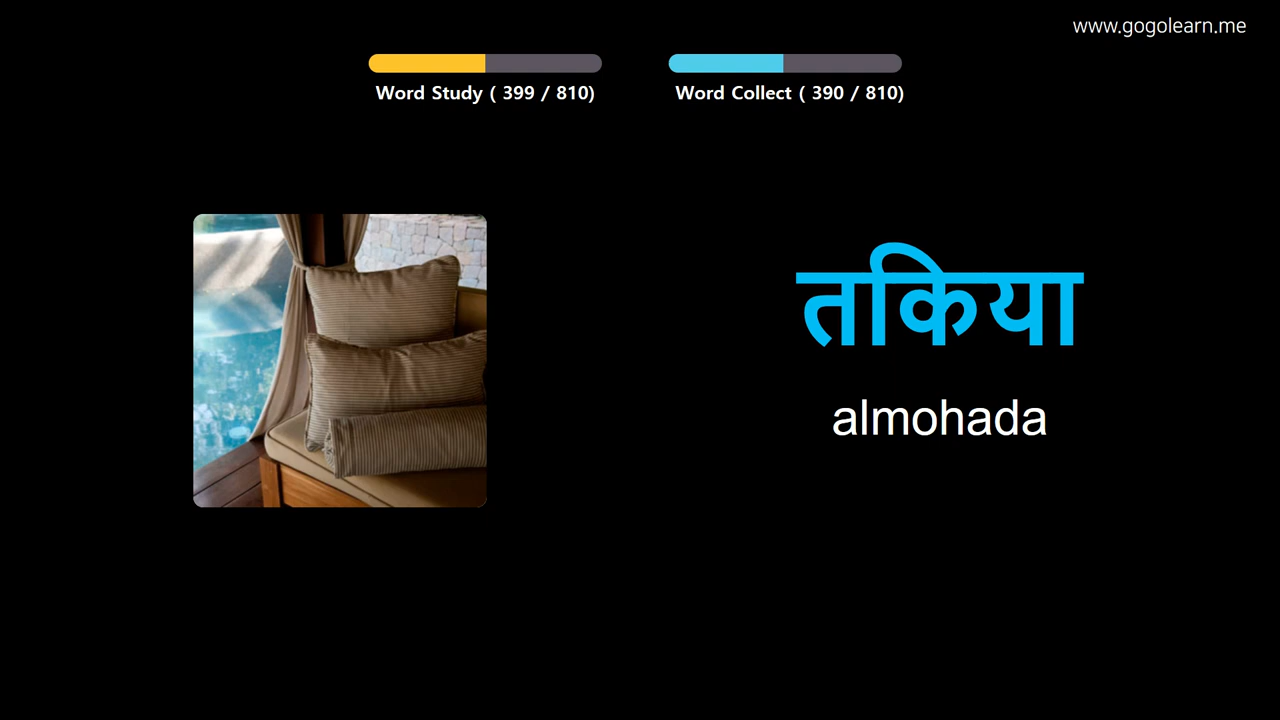 www.gogolearn.me
Word Study ( 399 / 810)
Word Collect ( 390 / 810)
तकिया
almohada